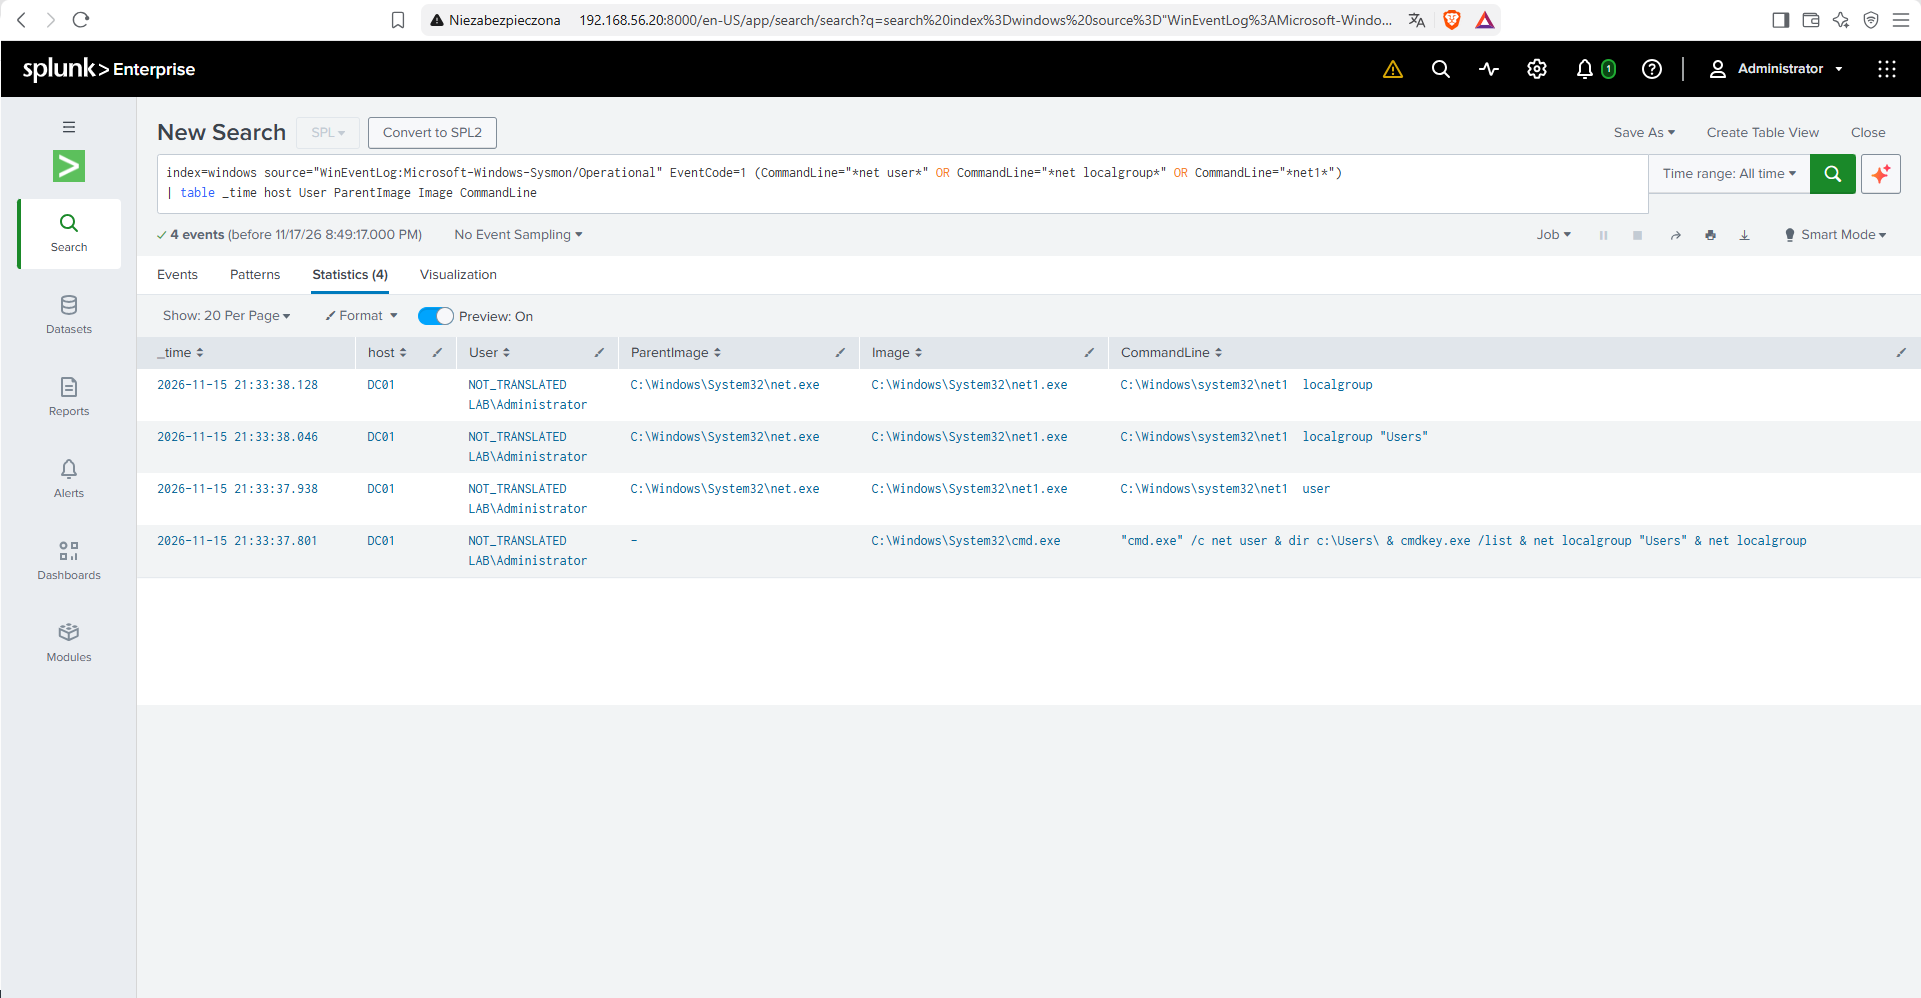 Niezabezpieczona 192.168.56.20:8000/en-US/app/search/search?q=search%20index%3Dwindows%20source%3D"WinEventLog%3AMicrosoft-Windo...
splunk>Enterprise
1
Administrator
New Search
SPL
Convert to SPL2
Save As
Create Table View
Close
index=windows source="WinEventLog:Microsoft-Windows-Sysmon/Operational" EventCode=1 (CommandLine="*net user*" OR CommandLine="*net localgroup*" OR CommandLine="*net1*")
| table _time host User ParentImage Image CommandLine
Time range: All time
4 events (before 11/17/26 8:49:17.000 PM)
No Event Sampling
Job
Smart Mode
Search
Datasets
Reports
Alerts
Dashboards
Modules
Events
Patterns
Statistics (4)
Visualization
Show: 20 Per Page
Format
Preview: On
_time host User ParentImage Image CommandLine
2026-11-15 21:33:38.128 DC01 NOT_TRANSLATED C:\Windows\System32\net.exe C:\Windows\System32\net1.exe C:\Windows\system32\net1  localgroup
LAB\Administrator
2026-11-15 21:33:38.046 DC01 NOT_TRANSLATED C:\Windows\System32\net.exe C:\Windows\System32\net1.exe C:\Windows\system32\net1  localgroup "Users"
LAB\Administrator
2026-11-15 21:33:37.938 DC01 NOT_TRANSLATED C:\Windows\System32\net.exe C:\Windows\System32\net1.exe C:\Windows\system32\net1  user
LAB\Administrator
2026-11-15 21:33:37.801 DC01 NOT_TRANSLATED - C:\Windows\System32\cmd.exe "cmd.exe" /c net user & dir c:\Users\ & cmdkey.exe /list & net localgroup "Users" & net localgroup
LAB\Administrator